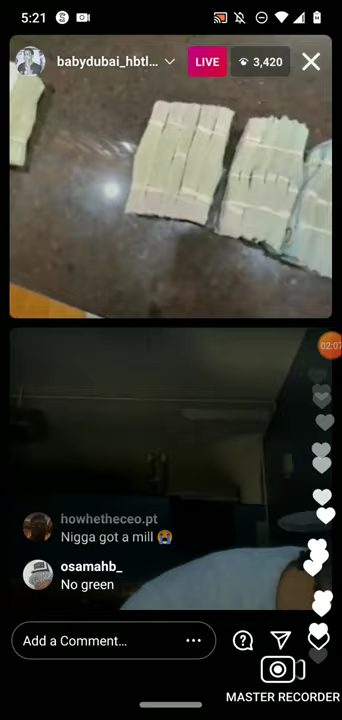 5:21
babydubai_hbtl...
LIVE
3,420
02:07
howhetheceo.pt
Nigga got a mill 😭
osamahb_
No green
Add a Comment...
MASTER RECORDER